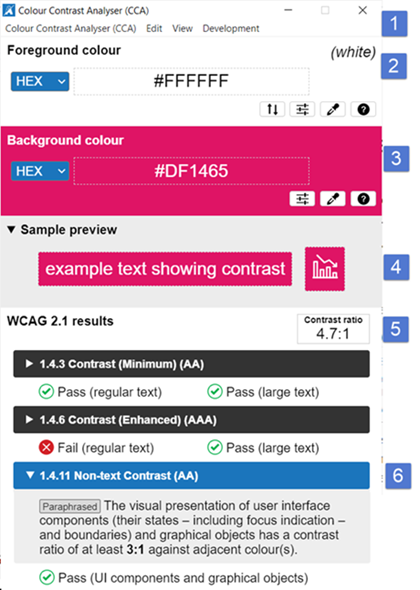 Colour Contrast Analyser (CCA)
1
Colour Contrast Analyser (CCA) Edit View Development
Foreground colour (white)
2
HEX #FFFFFF
?
Background colour
3
HEX #DF1465
?
▼ Sample preview
example text showing contrast
4
WCAG 2.1 results
Contrast ratio
4.7:1
5
▶ 1.4.3 Contrast (Minimum) (AA)
Pass (regular text) Pass (large text)
▶ 1.4.6 Contrast (Enhanced) (AAA)
Fail (regular text) Pass (large text)
▼ 1.4.11 Non-text Contrast (AA)
6
Paraphrased The visual presentation of user interface
components (their states – including focus indication –
and boundaries) and graphical objects has a contrast
ratio of at least 3:1 against adjacent colour(s).
Pass (UI components and graphical objects)